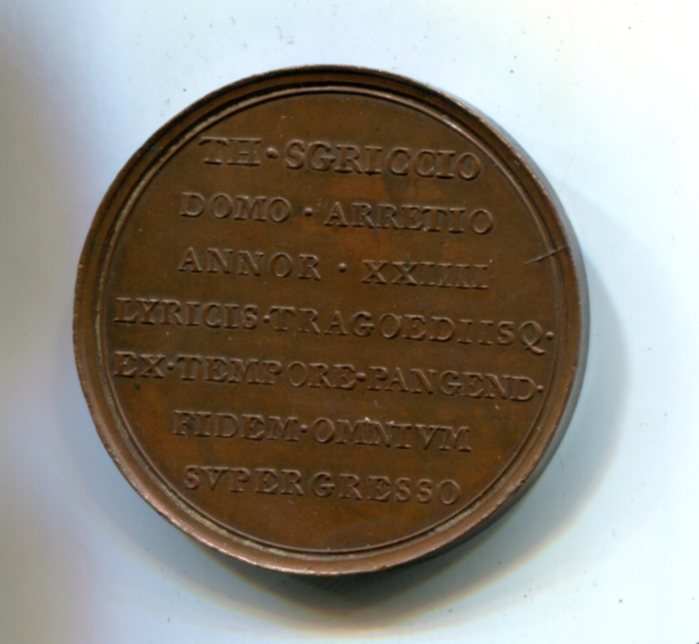 TH·SGRICCIO
DOMO·ARRETIO
ANNOR·XXIIII
LYRICIS·TRAGOEDIISQ·
EX·TEMPORE·PANGEND·
FIDEM·OMNIVM
SVPERGRESSO